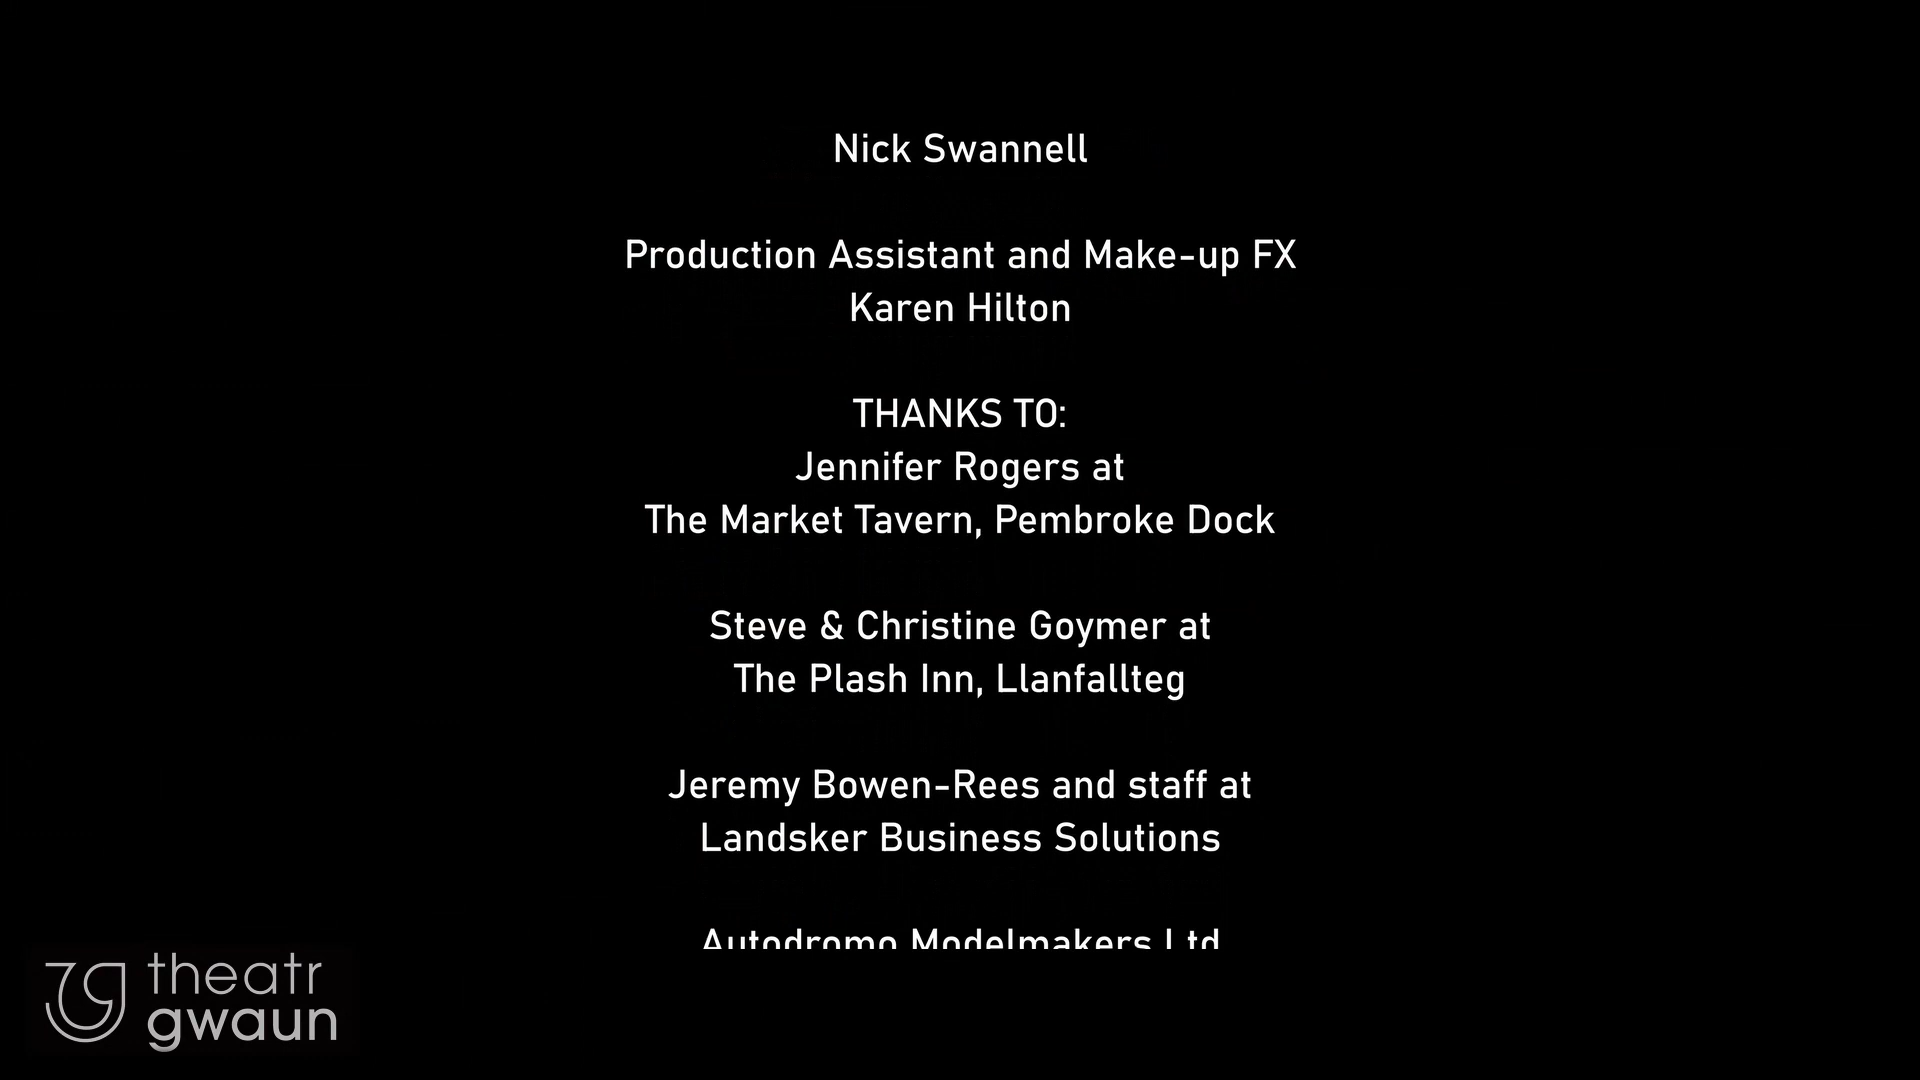 Nick Swannell
Production Assistant and Make-up FX
Karen Hilton
THANKS TO:
Jennifer Rogers at
The Market Tavern, Pembroke Dock
Steve & Christine Goymer at
The Plash Inn, Llanfallteg
Jeremy Bowen-Rees and staff at
Landsker Business Solutions
Autodromo Modelmakers Ltd
theatr
gwaun